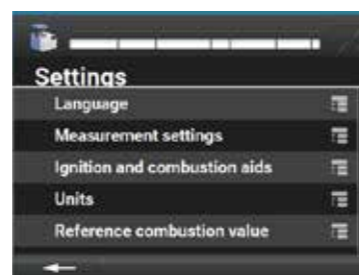 Settings
Language
Measurement settings
Ignition and combustion aids
Units
Reference combustion value